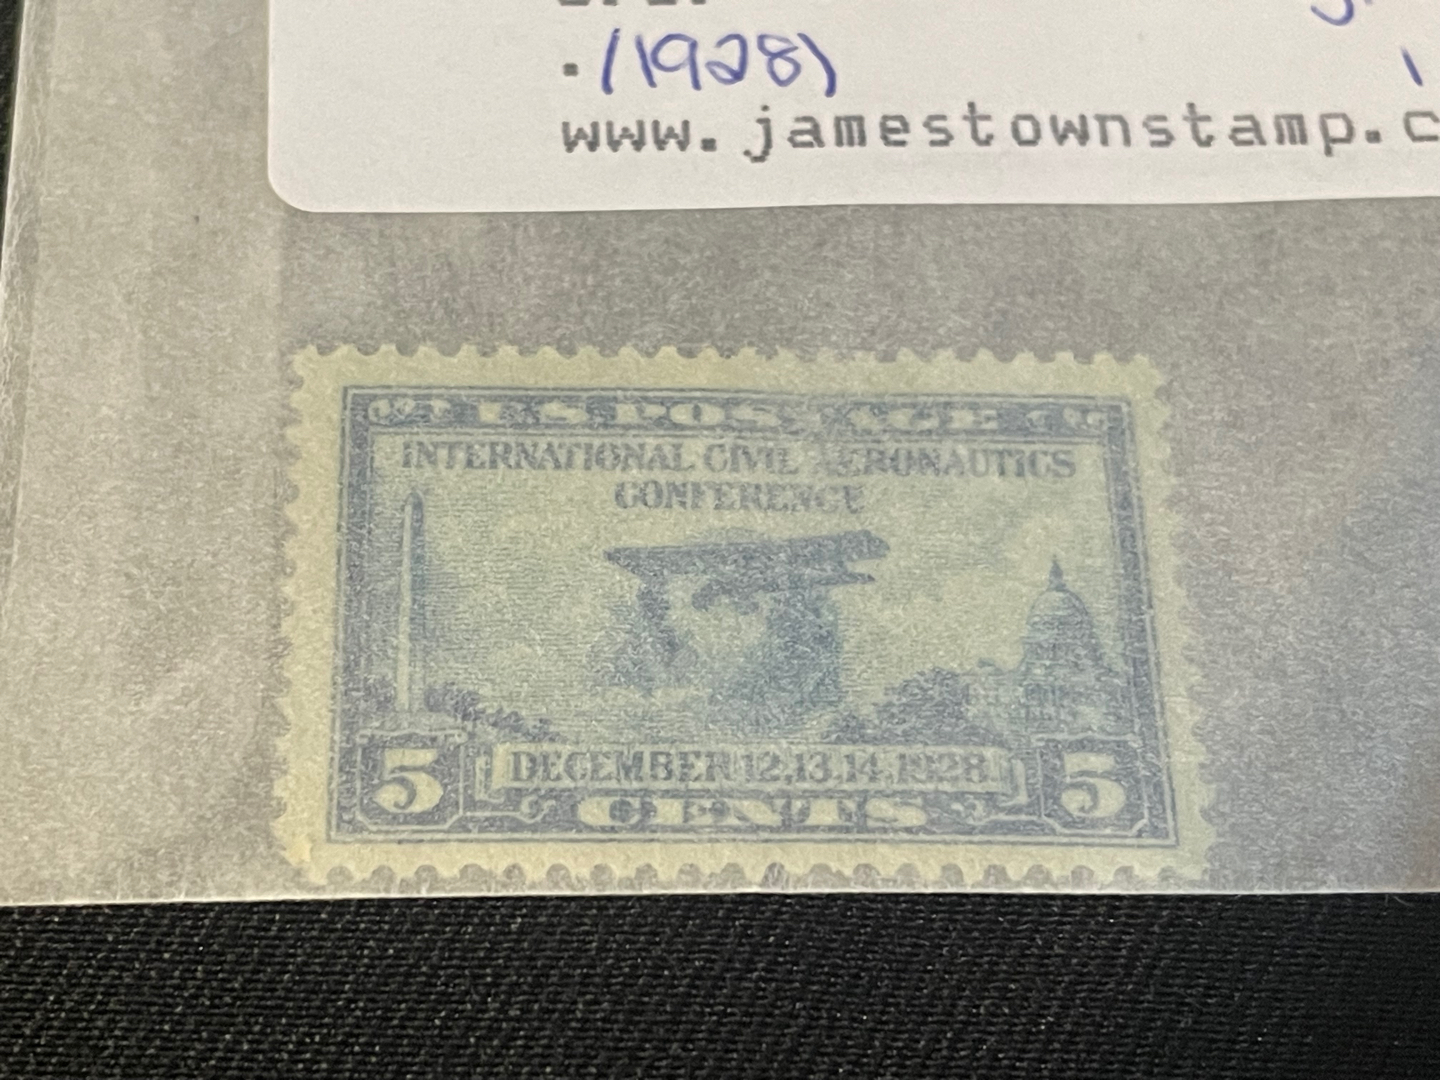 (1928)
www.jamestownstamp.c
U.S. POSTAGE
INTERNATIONAL CIVIL AERONAUTICS
CONFERENCE
5 DECEMBER 12,13,14,1928. 5
CENTS